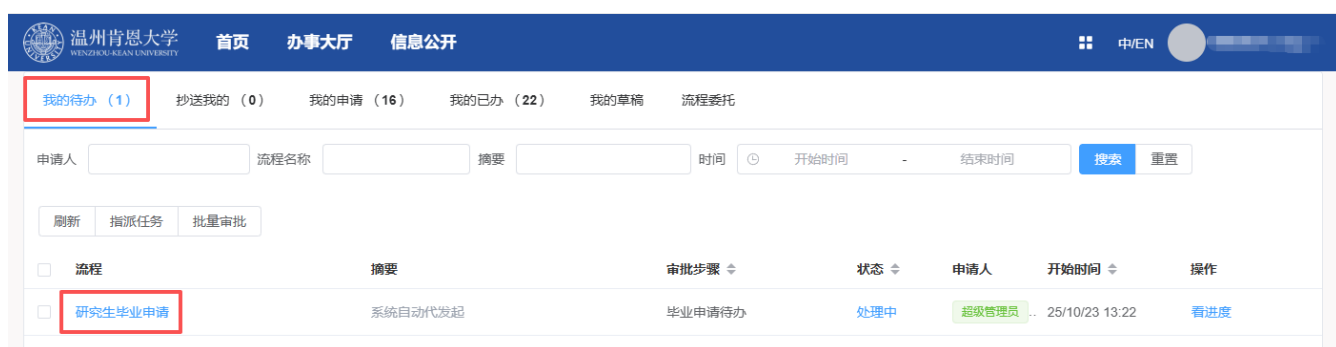 温州肯恩大学
WENZHOU-KEAN UNIVERSITY
首页 办事大厅 信息公开 中/EN
我的待办 （1） 抄送我的 （0） 我的申请 （16） 我的已办 （22） 我的草稿 流程委托
申请人 流程名称 摘要 时间 开始时间 - 结束时间 搜索 重置
刷新 指派任务 批量审批
流程 摘要 审批步骤 状态 申请人 开始时间 操作
研究生毕业申请 系统自动代发起 毕业申请待办 处理中 超级管理员 .. 25/10/23 13:22 看进度